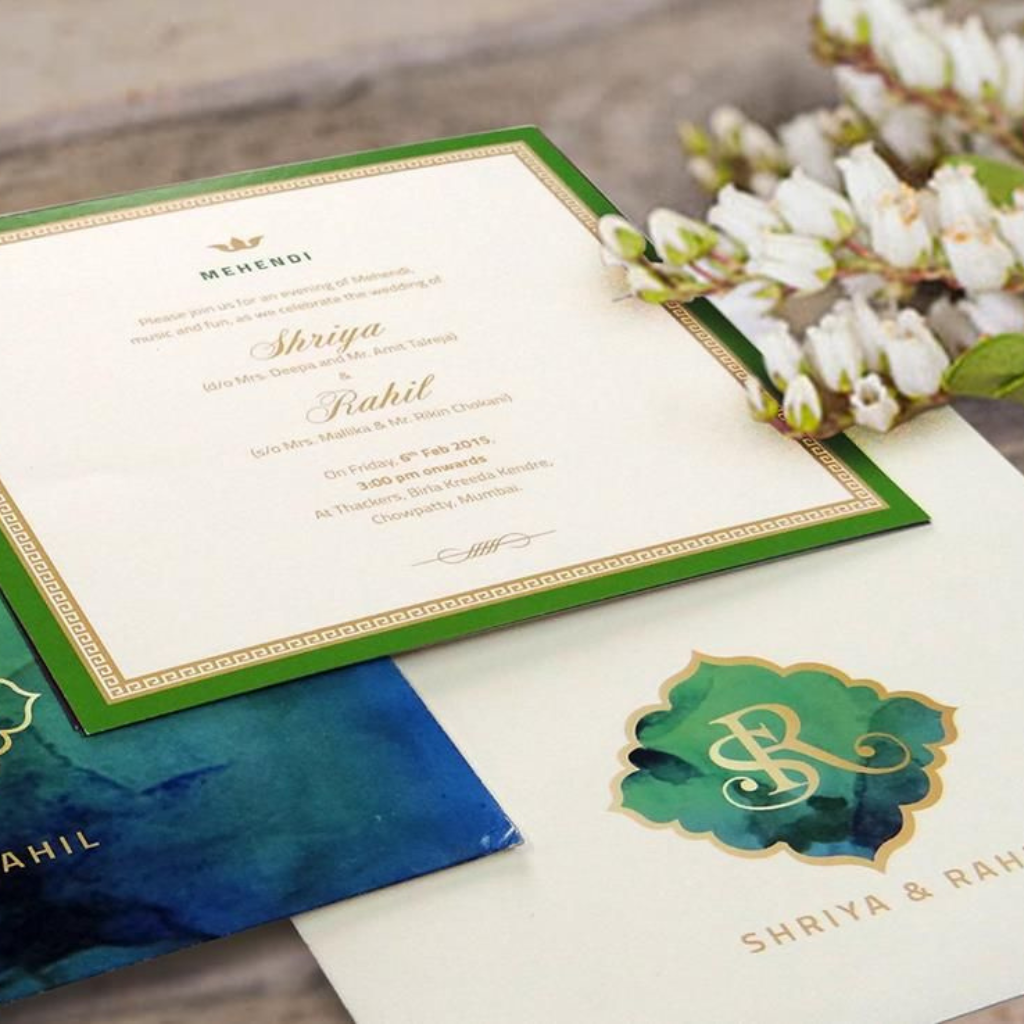 MEHENDI
Please join us for an evening of Mehendi,
music and fun, as we celebrate the wedding of
Shriya
(d/o Mrs. Deepa and Mr. Amit Talreja)
&
Rahil
(s/o Mrs. Mallika & Mr. Rikin Chokani)
On Friday, 6th Feb 2015.
3:00 pm onwards
At Thackers, Birla Kreeda Kendre,
Chowpatty, Mumbai.
AHIL
SR
SHRIYA & RAH